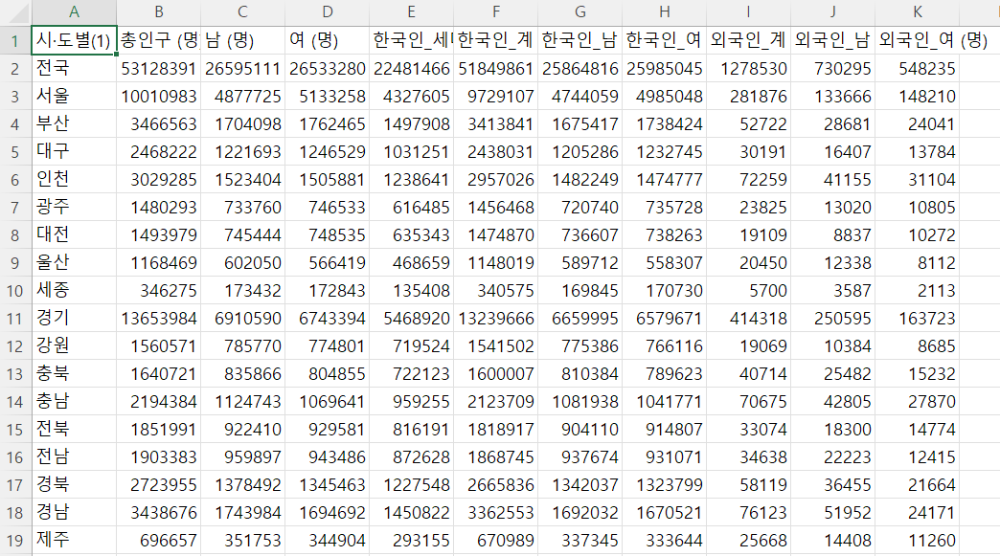 A B C D E F G H I J K
1 시·도별(1) 총인구 (명 남 (명) 여 (명) 한국인_세 한국인_계 한국인_남 한국인_여 외국인_계 외국인_남 외국인_여 (명)
2 전국 53128391 26595111 26533280 22481466 51849861 25864816 25985045 1278530 730295 548235
3 서울 10010983 4877725 5133258 4327605 9729107 4744059 4985048 281876 133666 148210
4 부산 3466563 1704098 1762465 1497908 3413841 1675417 1738424 52722 28681 24041
5 대구 2468222 1221693 1246529 1031251 2438031 1205286 1232745 30191 16407 13784
6 인천 3029285 1523404 1505881 1238641 2957026 1482249 1474777 72259 41155 31104
7 광주 1480293 733760 746533 616485 1456468 720740 735728 23825 13020 10805
8 대전 1493979 745444 748535 635343 1474870 736607 738263 19109 8837 10272
9 울산 1168469 602050 566419 468659 1148019 589712 558307 20450 12338 8112
10 세종 346275 173432 172843 135408 340575 169845 170730 5700 3587 2113
11 경기 13653984 6910590 6743394 5468920 13239666 6659995 6579671 414318 250595 163723
12 강원 1560571 785770 774801 719524 1541502 775386 766116 19069 10384 8685
13 충북 1640721 835866 804855 722123 1600007 810384 789623 40714 25482 15232
14 충남 2194384 1124743 1069641 959255 2123709 1081938 1041771 70675 42805 27870
15 전북 1851991 922410 929581 816191 1818917 904110 914807 33074 18300 14774
16 전남 1903383 959897 943486 872628 1868745 937674 931071 34638 22223 12415
17 경북 2723955 1378492 1345463 1227548 2665836 1342037 1323799 58119 36455 21664
18 경남 3438676 1743984 1694692 1450822 3362553 1692032 1670521 76123 51952 24171
19 제주 696657 351753 344904 293155 670989 337345 333644 25668 14408 11260